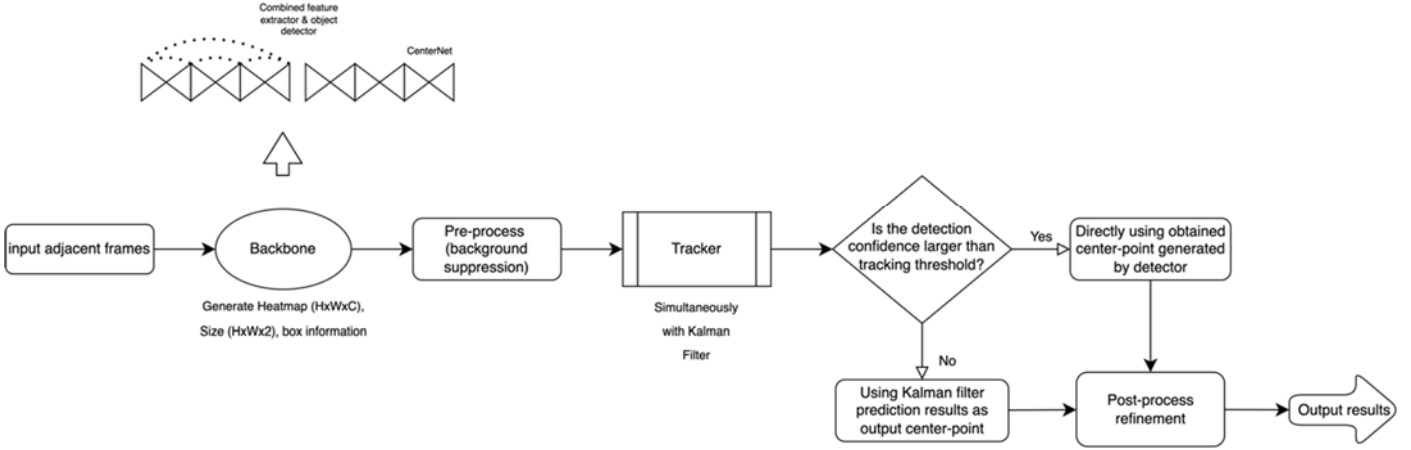 Combined feature
extractor & object
detector
CenterNet
input adjacent frames
Backbone
Generate Heatmap (HxWxC),
Size (HxWx2), box information
Pre-process
(background
suppression)
Tracker
Simultaneously
with Kalman
Filter
Is the detection
confidence larger than
tracking threshold?
Yes
Directly using obtained
center-point generated
by detector
No
Using Kalman filter
prediction results as
output center-point
Post-process
refinement
Output results